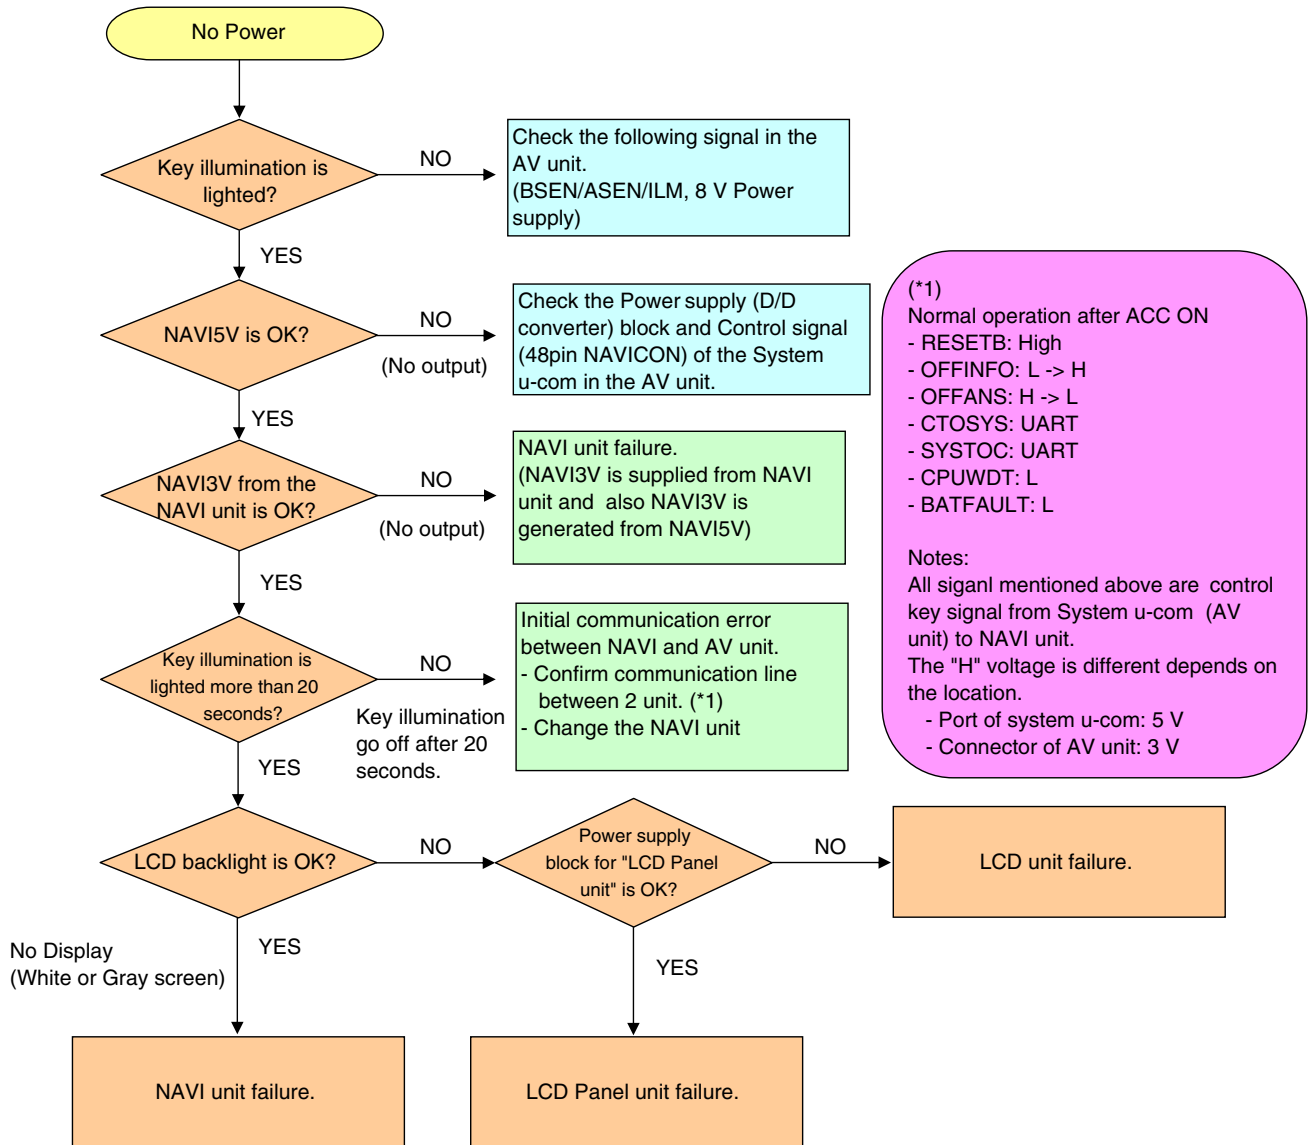 No Power
Key illumination is
lighted?
NO
Check the following signal in the
AV unit.
(BSEN/ASEN/ILM, 8 V Power
supply)
YES
NAVI5V is OK?
NO
(No output)
Check the Power supply (D/D
converter) block and Control signal
(48pin NAVICON) of the System
u-com in the AV unit.
YES
NAVI3V from the
NAVI unit is OK?
NO
(No output)
NAVI unit failure.
(NAVI3V is supplied from NAVI
unit and also NAVI3V is
generated from NAVI5V)
YES
Key illumination is
lighted more than 20
seconds?
NO
Key illumination
go off after 20
seconds.
Initial communication error
between NAVI and AV unit.
- Confirm communication line
between 2 unit. (*1)
- Change the NAVI unit
(*1)
Normal operation after ACC ON
- RESETB: High
- OFFINFO: L -> H
- OFFANS: H -> L
- CTOSYS: UART
- SYSTOC: UART
- CPUWDT: L
- BATFAULT: L
Notes:
All siganl mentioned above are control
key signal from System u-com (AV
unit) to NAVI unit.
The "H" voltage is different depends on
the location.
- Port of system u-com: 5 V
- Connector of AV unit: 3 V
YES
LCD backlight is OK?
NO
Power supply
block for "LCD Panel
unit" is OK?
NO
LCD unit failure.
No Display
(White or Gray screen)
YES
YES
NAVI unit failure.
LCD Panel unit failure.